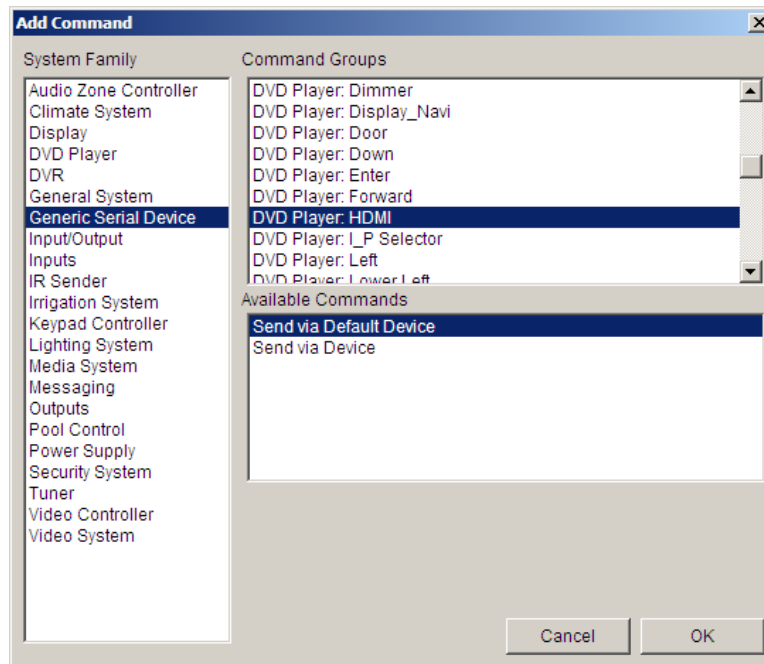 Add Command
System Family
Audio Zone Controller
Climate System
Display
DVD Player
DVR
General System
Generic Serial Device
Input/Output
Inputs
IR Sender
Irrigation System
Keypad Controller
Lighting System
Media System
Messaging
Outputs
Pool Control
Power Supply
Security System
Tuner
Video Controller
Video System
Command Groups
DVD Player: Dimmer
DVD Player: Display_Navi
DVD Player: Door
DVD Player: Down
DVD Player: Enter
DVD Player: Forward
DVD Player: HDMI
DVD Player: I_P Selector
DVD Player: Left
DVD Player: Lower Left
Available Commands
Send via Default Device
Send via Device
Cancel
OK